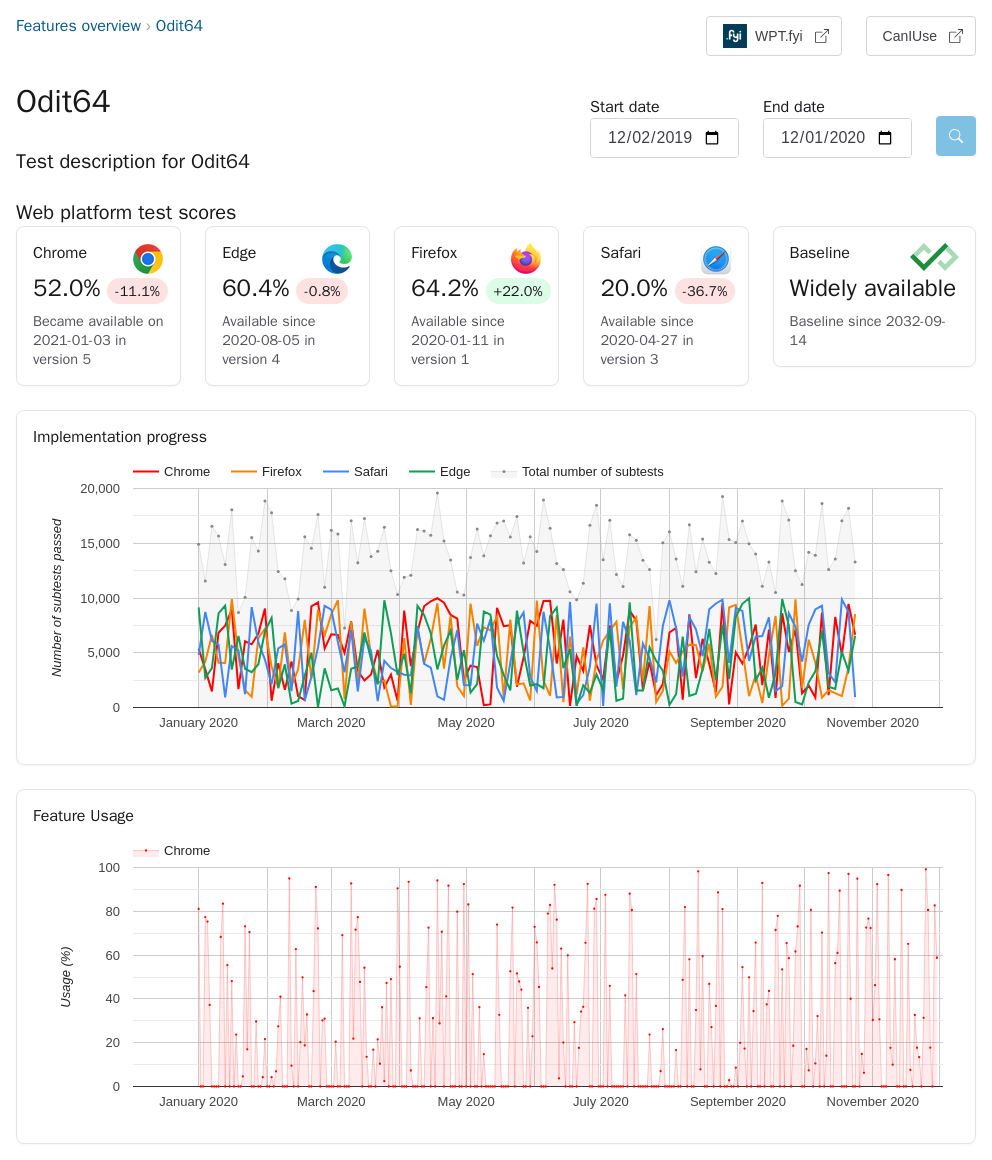 Features overview › Odit64
.fyi WPT.fyi
CanIUse
Odit64
Start date
End date
12/02/2019
12/01/2020
Test description for Odit64
Web platform test scores
Chrome
52.0% -11.1%
Became available on
2021-01-03 in
version 5
Edge
60.4% -0.8%
Available since
2020-08-05 in
version 4
Firefox
64.2% +22.0%
Available since
2020-01-11 in
version 1
Safari
20.0% -36.7%
Available since
2020-04-27 in
version 3
Baseline
Widely available
Baseline since 2032-09-
14
Implementation progress
Chrome Firefox Safari Edge Total number of subtests
Number of subtests passed
20,000
15,000
10,000
5,000
0
January 2020 March 2020 May 2020 July 2020 September 2020 November 2020
Feature Usage
Chrome
Usage (%)
100
80
60
40
20
0
January 2020 March 2020 May 2020 July 2020 September 2020 November 2020